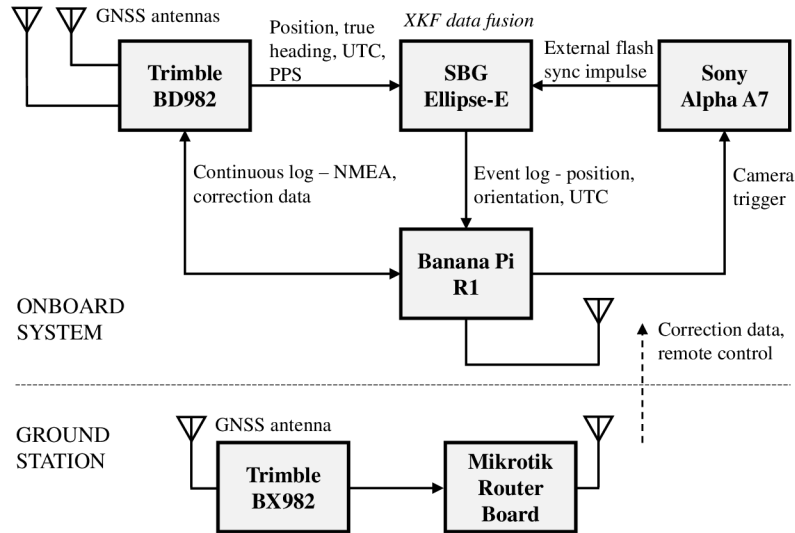 GNSS antennas
Position, true
heading, UTC,
PPS
XKF data fusion
External flash
sync impulse
Trimble
BD982
SBG
Ellipse-E
Sony
Alpha A7
Continuous log – NMEA,
correction data
Event log - position,
orientation, UTC
Camera
trigger
Banana Pi
R1
ONBOARD
SYSTEM
Correction data,
remote control
GROUND
STATION
GNSS antenna
Trimble
BX982
Mikrotik
Router
Board